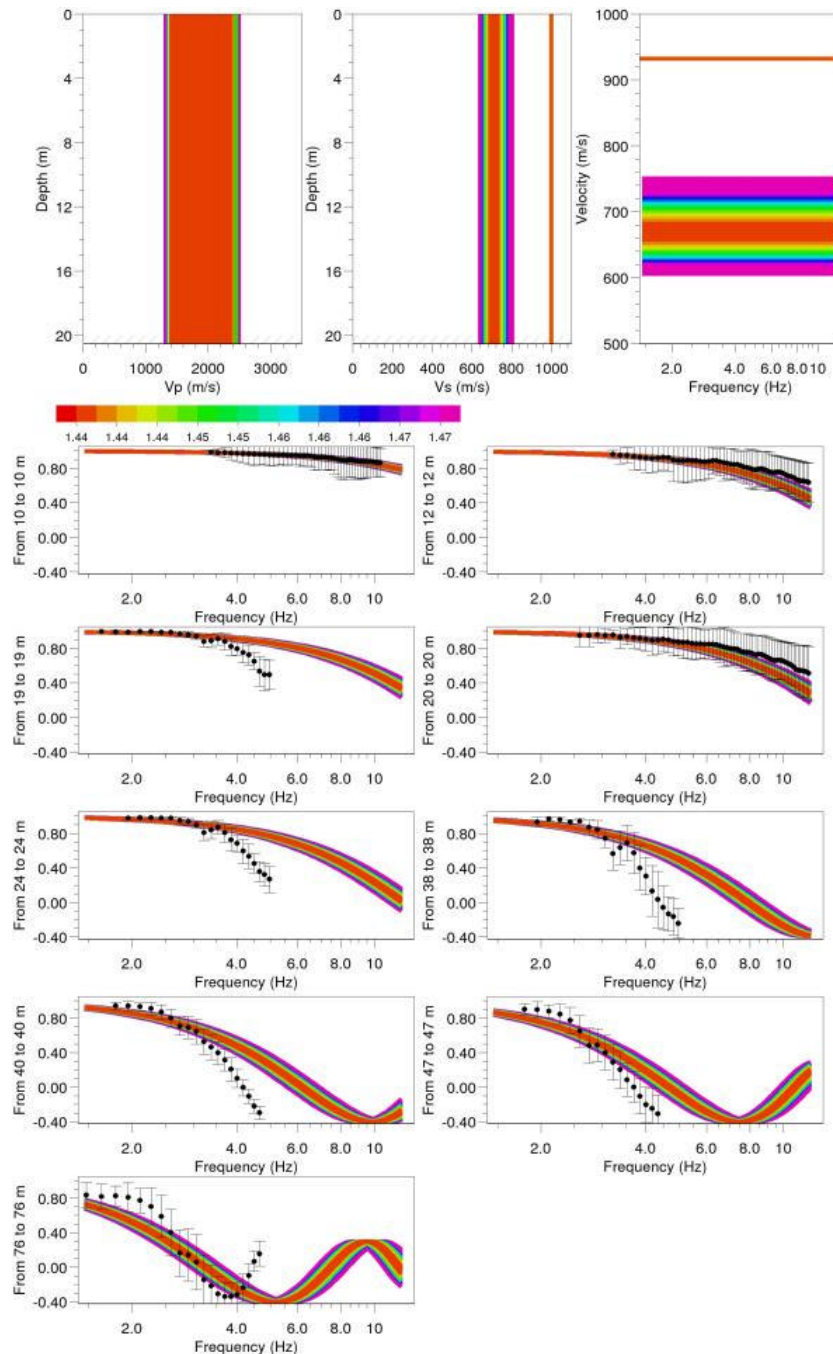 0
4
8
12
16
20
Depth (m)
0 1000 2000 3000
Vp (m/s)
0
4
8
12
16
20
Depth (m)
0 200 400 600 800 1000
Vs (m/s)
1000
900
800
700
600
500
Velocity (m/s)
2.0 4.0 6.0 8.0 10
Frequency (Hz)
1.44 1.44 1.44 1.45 1.45 1.46 1.46 1.46 1.47 1.47
From 10 to 10 m
0.80
0.40
0.00
-0.40
2.0 4.0 6.0 8.0 10
Frequency (Hz)
From 12 to 12 m
0.80
0.40
0.00
-0.40
2.0 4.0 6.0 8.0 10
Frequency (Hz)
From 19 to 19 m
0.80
0.40
0.00
-0.40
2.0 4.0 6.0 8.0 10
Frequency (Hz)
From 20 to 20 m
0.80
0.40
0.00
-0.40
2.0 4.0 6.0 8.0 10
Frequency (Hz)
From 24 to 24 m
0.80
0.40
0.00
-0.40
2.0 4.0 6.0 8.0 10
Frequency (Hz)
From 38 to 38 m
0.80
0.40
0.00
-0.40
2.0 4.0 6.0 8.0 10
Frequency (Hz)
From 40 to 40 m
0.80
0.40
0.00
-0.40
2.0 4.0 6.0 8.0 10
Frequency (Hz)
From 47 to 47 m
0.80
0.40
0.00
-0.40
2.0 4.0 6.0 8.0 10
Frequency (Hz)
From 76 to 76 m
0.80
0.40
0.00
-0.40
2.0 4.0 6.0 8.0 10
Frequency (Hz)